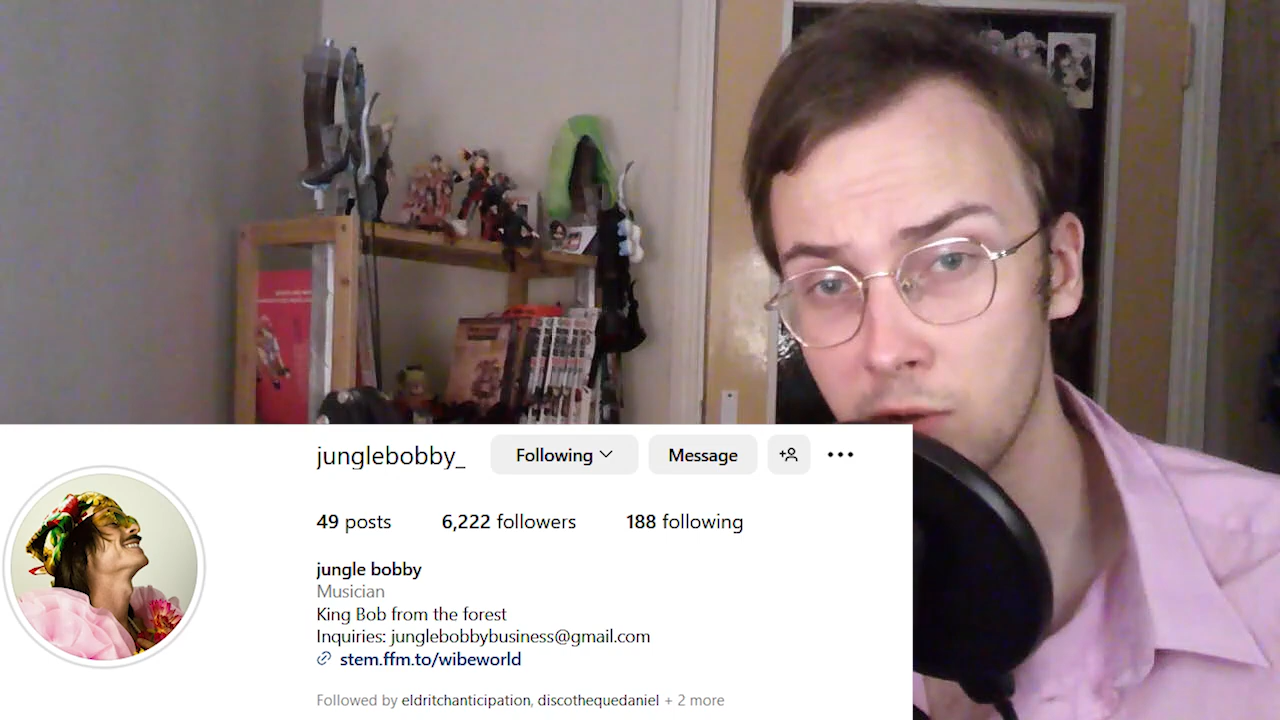 junglebobby_ Following Message
49 posts 6,222 followers 188 following
jungle bobby
Musician
King Bob from the forest
Inquiries: junglebobbybusiness@gmail.com
stem.ffm.to/wibeworld
Followed by eldritchanticipation, discothequedaniel + 2 more